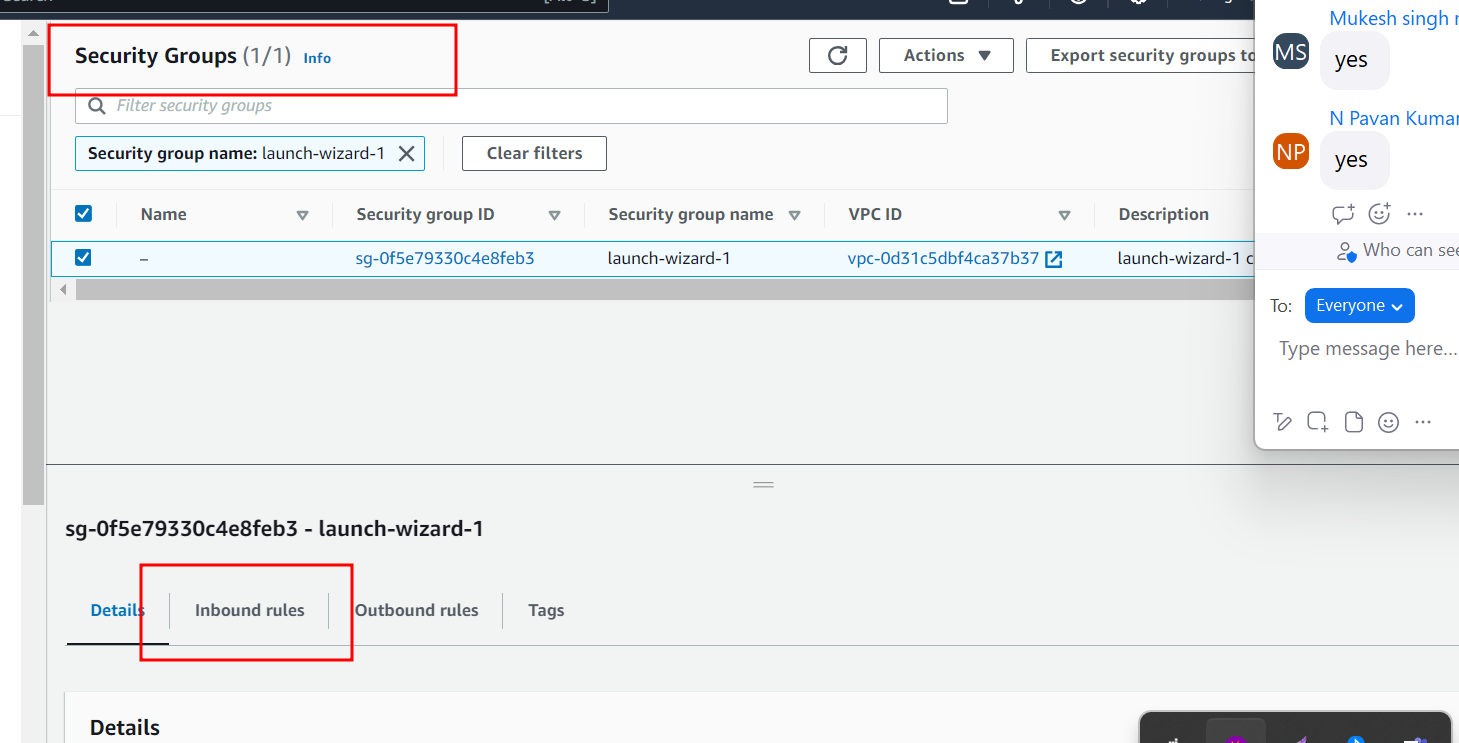 Security Groups (1/1) Info
Actions
Export security groups to
Filter security groups
Security group name: launch-wizard-1
Clear filters
Name
Security group ID
Security group name
VPC ID
Description
–
sg-0f5e79330c4e8feb3
launch-wizard-1
vpc-0d31c5dbf4ca37b37
launch-wizard-1 c
sg-0f5e79330c4e8feb3 - launch-wizard-1
Details
Inbound rules
Outbound rules
Tags
Details
Mukesh singh
MS
yes
N Pavan Kumar
NP
yes
Who can see
To:
Everyone
Type message here...